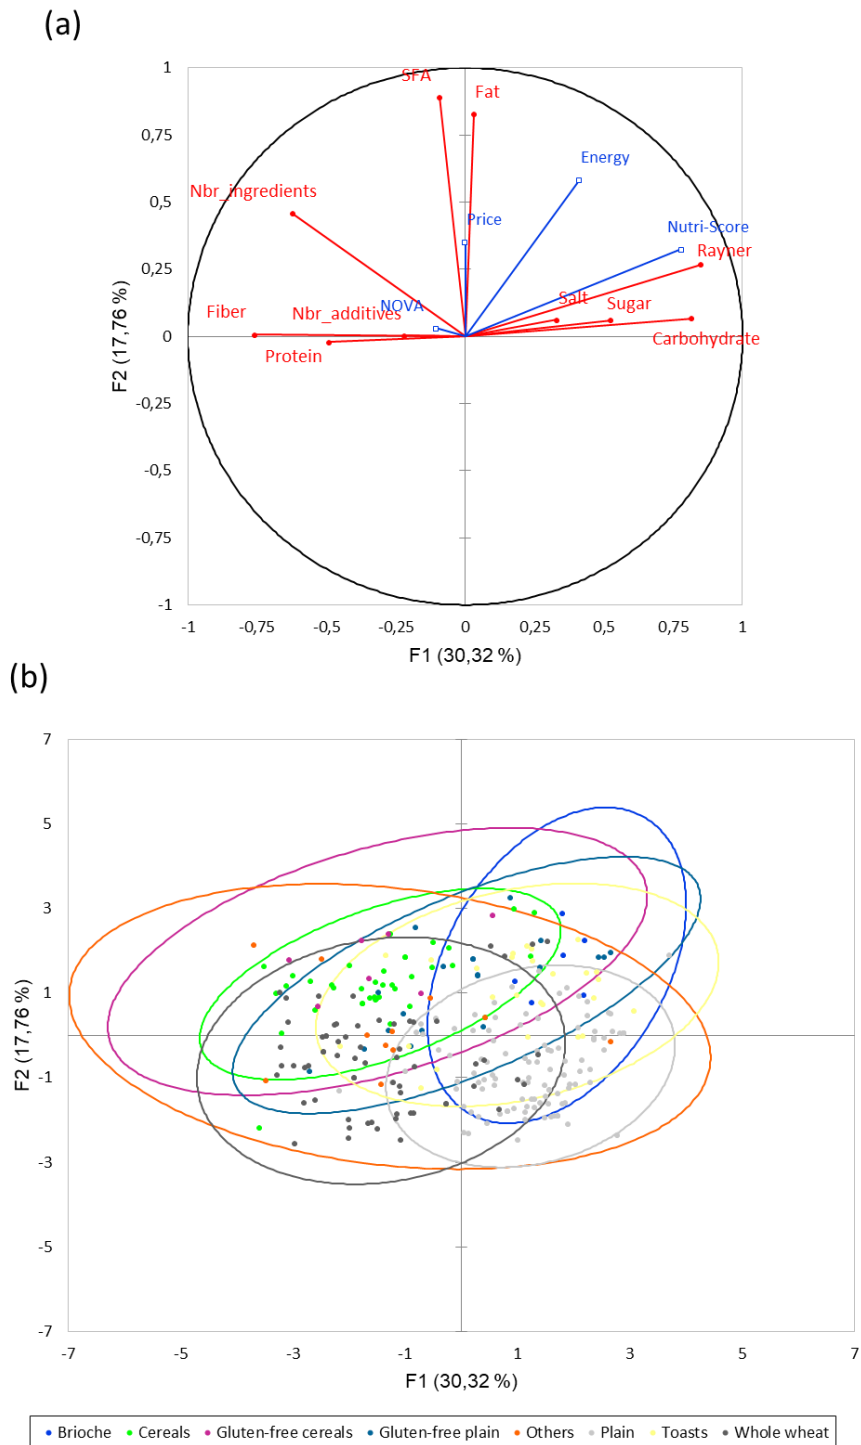 (a)
1
SFA
Fat
0,75
Energy
Nbr_ingredients
0,5
Price
Nutri-Score
0,25
Rayner
Fiber
Nbr_additives
NOVA
Salt
Sugar
0
Protein
Carbohydrate
F2 (17,76 %)
-0,25
-0,5
-0,75
-1
-1 -0,75 -0,5 -0,25 0 0,25 0,5 0,75 1
F1 (30,32 %)
(b)
7
5
3
1
F2 (17,76 %)
-1
-3
-5
-7
-7 -5 -3 -1 1 3 5 7
F1 (30,32 %)
Brioche Cereals Gluten-free cereals Gluten-free plain Others Plain Toasts Whole wheat